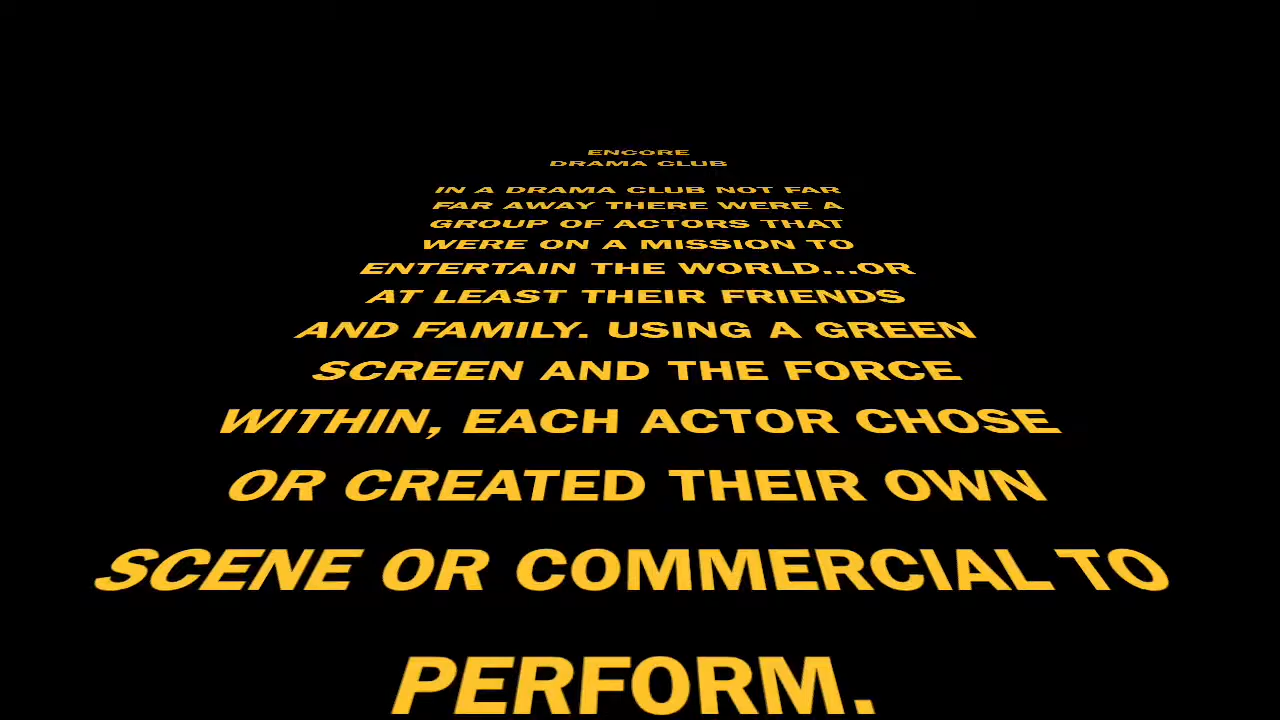 ENCORE
DRAMA CLUB
IN A DRAMA CLUB NOT FAR
FAR AWAY THERE WERE A
GROUP OF ACTORS THAT
WERE ON A MISSION TO
ENTERTAIN THE WORLD...OR
AT LEAST THEIR FRIENDS
AND FAMILY. USING A GREEN
SCREEN AND THE FORCE
WITHIN, EACH ACTOR CHOSE
OR CREATED THEIR OWN
SCENE OR COMMERCIAL TO
PERFORM.